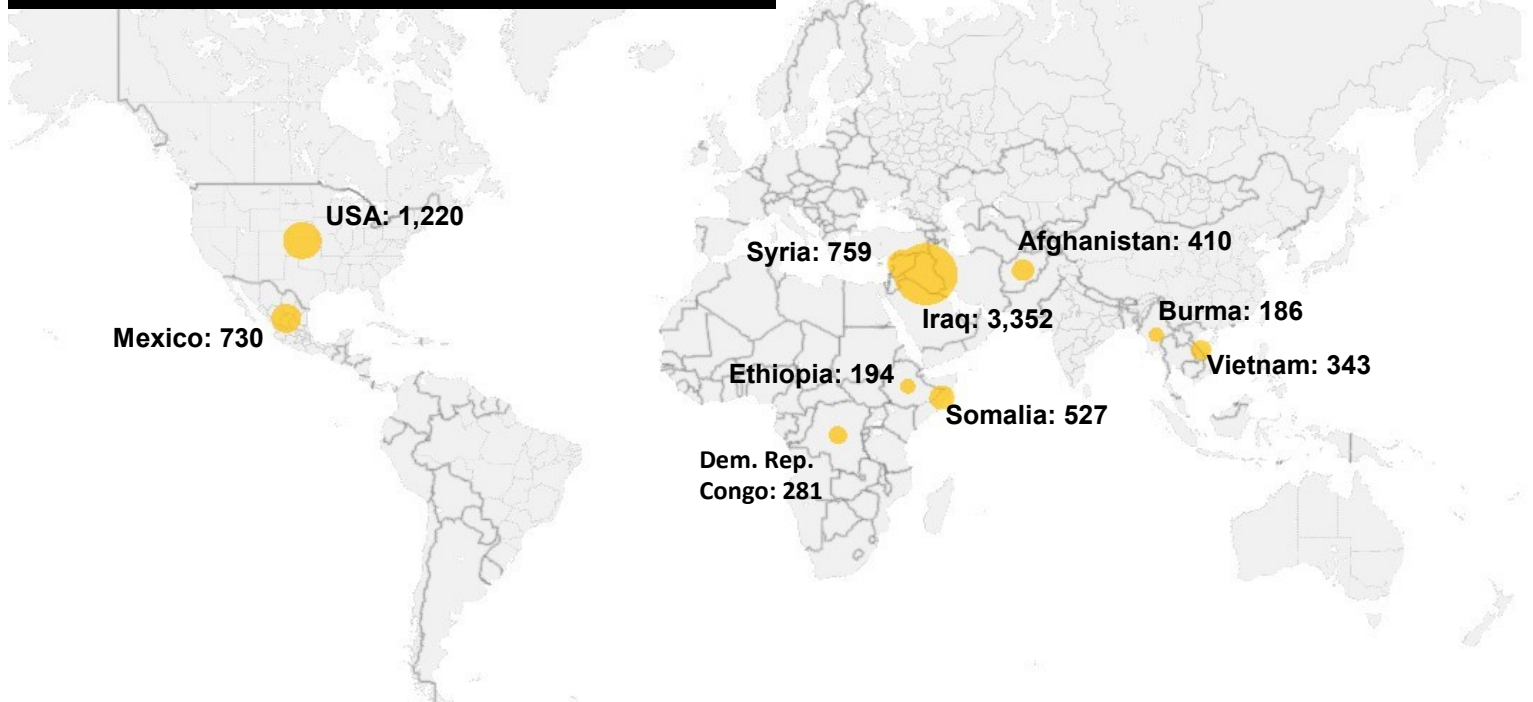 USA: 1,220
Syria: 759
Afghanistan: 410
Iraq: 3,352
Burma: 186
Mexico: 730
Vietnam: 343
Ethiopia: 194
Somalia: 527
Dem. Rep.
Congo: 281